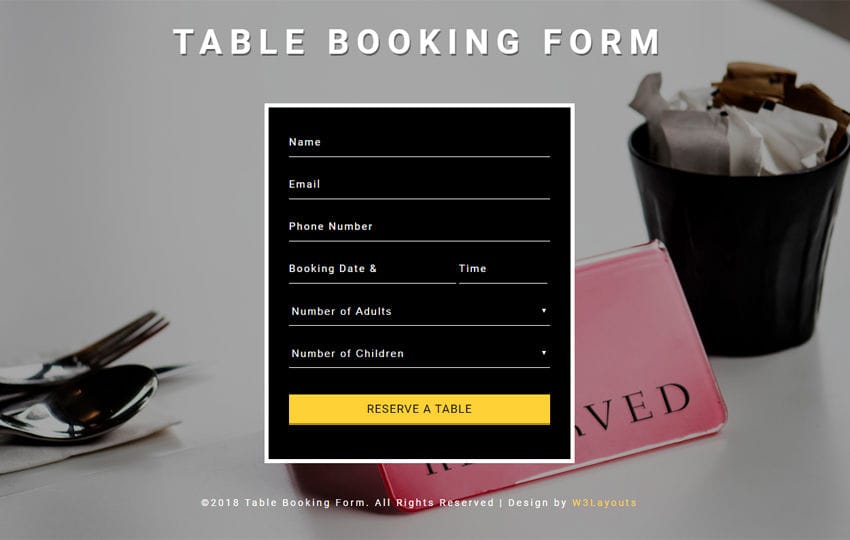 TABLE BOOKING FORM
Name
Email
Phone Number
Booking Date &
Time
Number of Adults
Number of Children
RESERVE A TABLE
©2018 Table Booking Form. All Rights Reserved | Design by W3Layouts